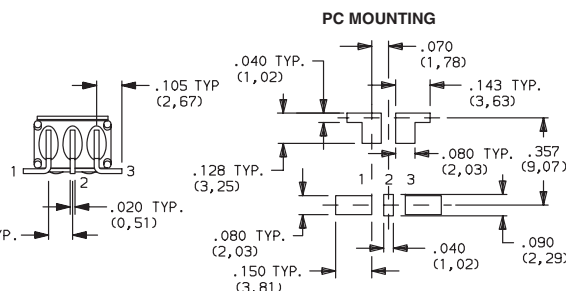 PC MOUNTING
.105 TYP
(2,67)
1
3
2
.020 TYP.
(0,51)
YP.
.040 TYP.
(1,02)
.070
(1,78)
.143 TYP
(3,63)
.128 TYP.
(3,25)
.080 TYP.
(2,03)
.357
(9,07)
1 2 3
.080 TYP.
(2,03)
.150 TYP.
(3,81)
.040
(1,02)
.090
(2,29)